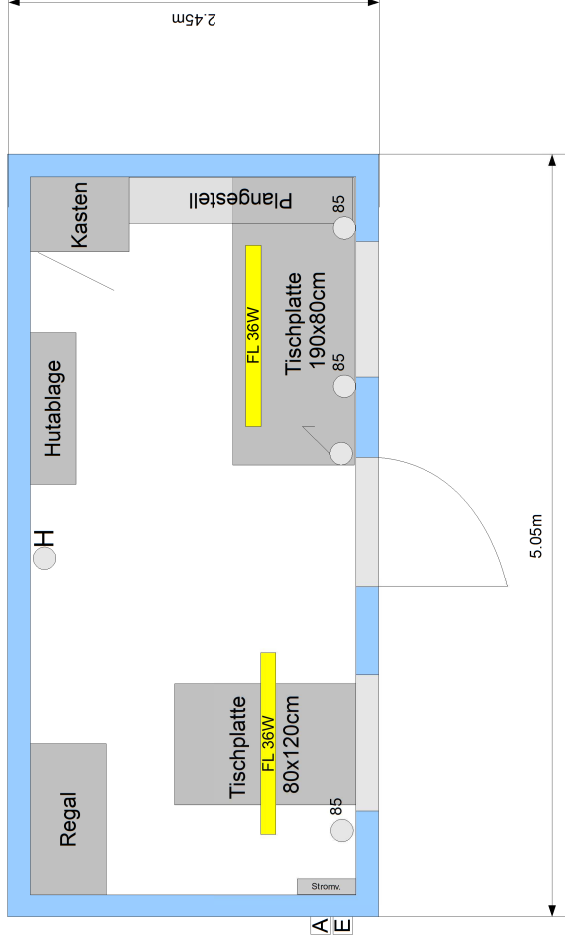 2.45m
Kasten
Plangestell
85
FL 36W
Tischplatte
190x80cm
85
Hutablage
H
5.05m
Tischplatte
FL 36W
80x120cm
85
Regal
Stromv.
A
E